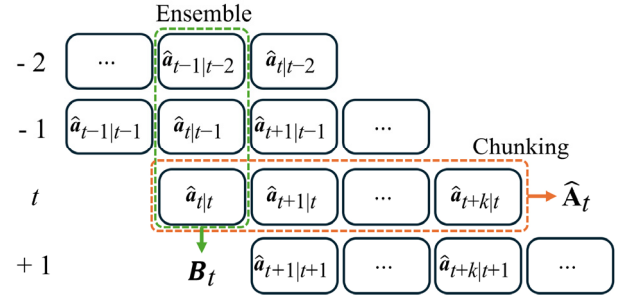 Ensemble
- 2 ... â_{t−1|t−2} â_{t|t−2}
- 1 â_{t−1|t−1} â_{t|t−1} â_{t+1|t−1} ...
Chunking
t â_{t|t} â_{t+1|t} ... â_{t+k|t} Â_t
B_t
+ 1 â_{t+1|t+1} ... â_{t+k|t+1} ...